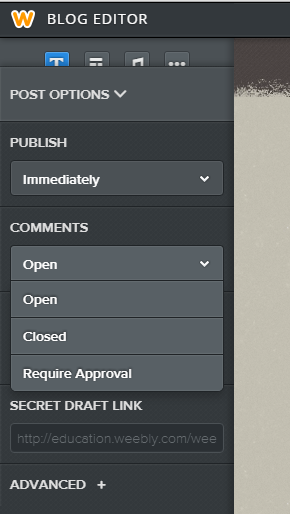 BLOG EDITOR
T
POST OPTIONS
PUBLISH
Immediately
COMMENTS
Open
Open
Closed
Require Approval
SECRET DRAFT LINK
http://education.weebly.com/wee
ADVANCED +